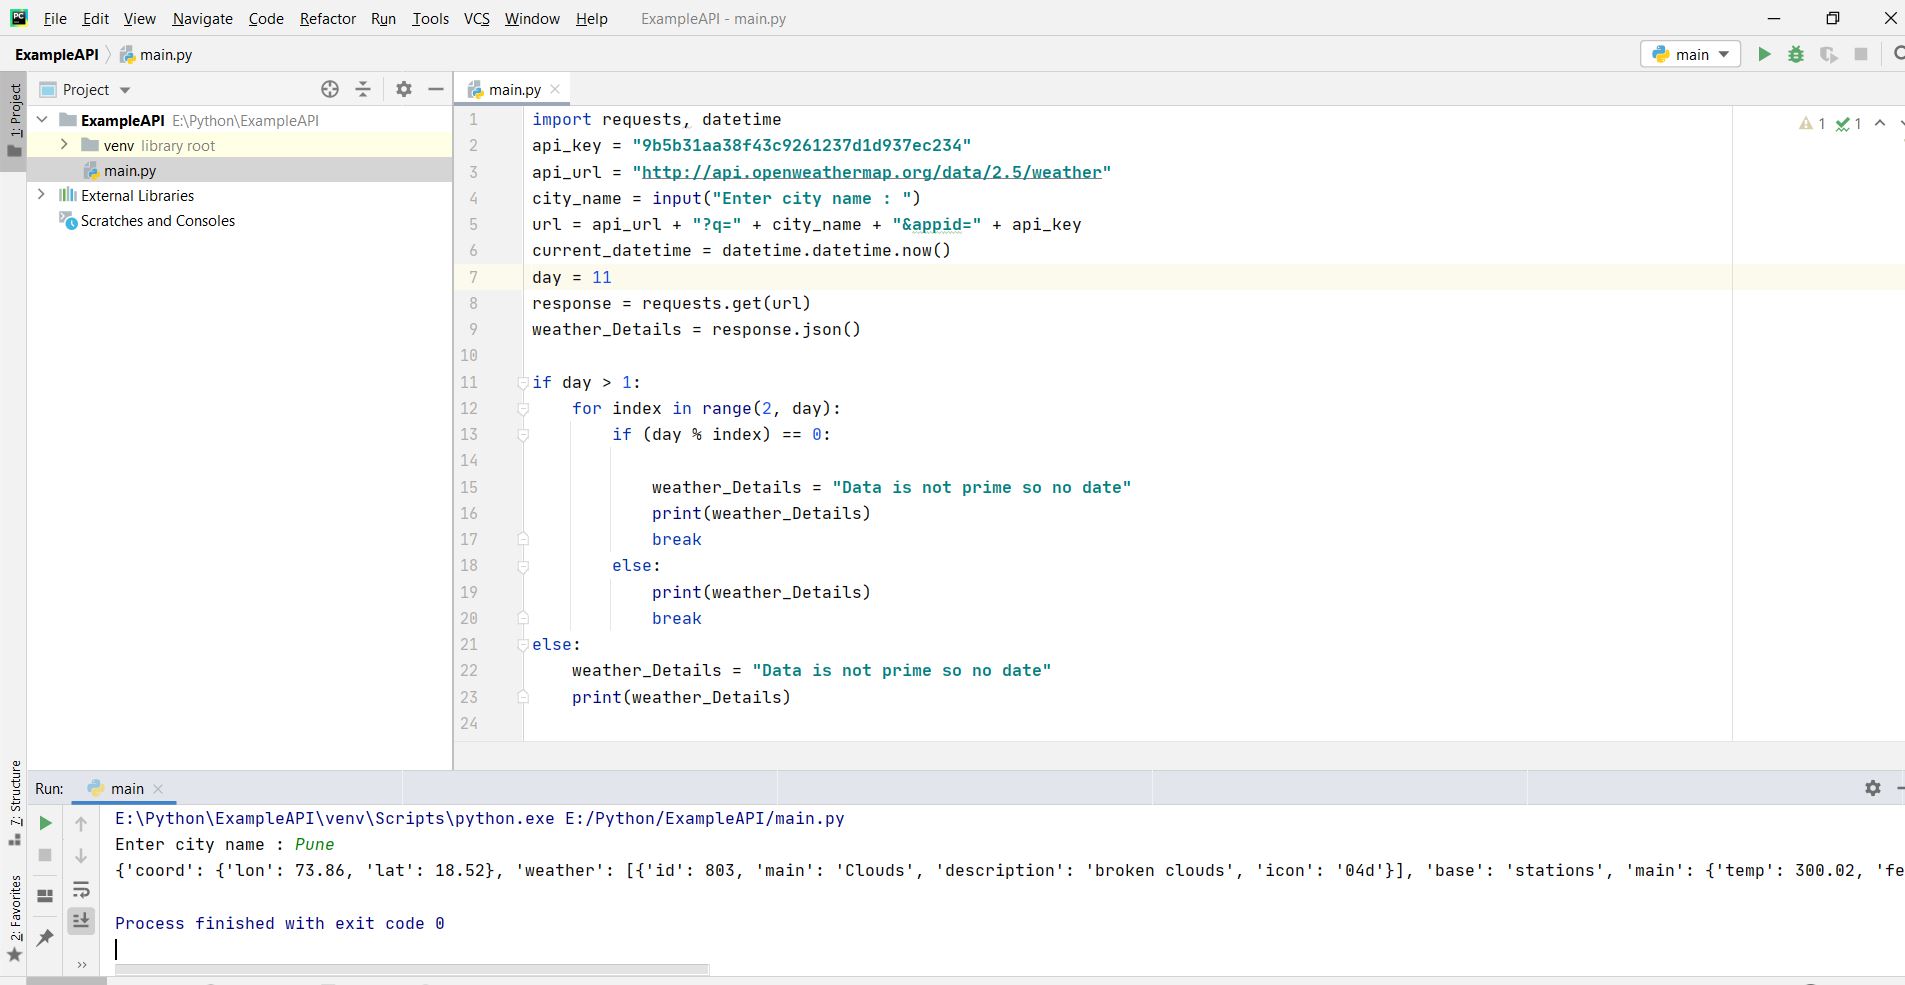 File Edit View Navigate Code Refactor Run Tools VCS Window Help ExampleAPI - main.py
ExampleAPI main.py main
1: Project
Project
ExampleAPI E:\Python\ExampleAPI
venv library root
main.py
External Libraries
Scratches and Consoles
main.py
1 1
1 import requests, datetime
2 api_key = "9b5b31aa38f43c9261237d1d937ec234"
3 api_url = "http://api.openweathermap.org/data/2.5/weather"
4 city_name = input("Enter city name : ")
5 url = api_url + "?q=" + city_name + "&appid=" + api_key
6 current_datetime = datetime.datetime.now()
7 day = 11
8 response = requests.get(url)
9 weather_Details = response.json()
10
11 if day > 1:
12     for index in range(2, day):
13         if (day % index) == 0:
14
15             weather_Details = "Data is not prime so no date"
16             print(weather_Details)
17             break
18         else:
19             print(weather_Details)
20             break
21 else:
22     weather_Details = "Data is not prime so no date"
23     print(weather_Details)
24
7: Structure
2: Favorites
Run: main
E:\Python\ExampleAPI\venv\Scripts\python.exe E:/Python/ExampleAPI/main.py
Enter city name : Pune
{'coord': {'lon': 73.86, 'lat': 18.52}, 'weather': [{'id': 803, 'main': 'Clouds', 'description': 'broken clouds', 'icon': '04d'}], 'base': 'stations', 'main': {'temp': 300.02, 'fe
Process finished with exit code 0